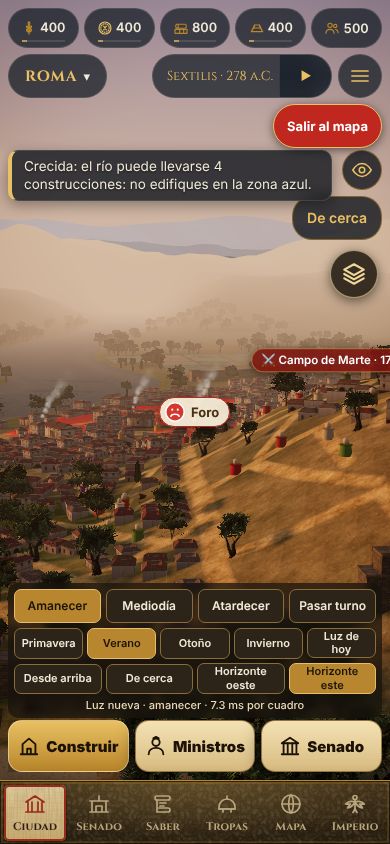 400
400
800
400
500
ROMA ▾
SEXTILIS · 278 A.C.
Salir al mapa
Crecida: el río puede llevarse 4
construcciones: no edifiques en la zona azul.
De cerca
Campo de Marte · 17
Foro
Amanecer
Mediodía
Atardecer
Pasar turno
Primavera
Verano
Otoño
Invierno
Luz de
hoy
Desde arriba
De cerca
Horizonte
oeste
Horizonte
este
Luz nueva · amanecer · 7.3 ms por cuadro
Construir
Ministros
Senado
CIUDAD
SENADO
SABER
TROPAS
MAPA
IMPERIO